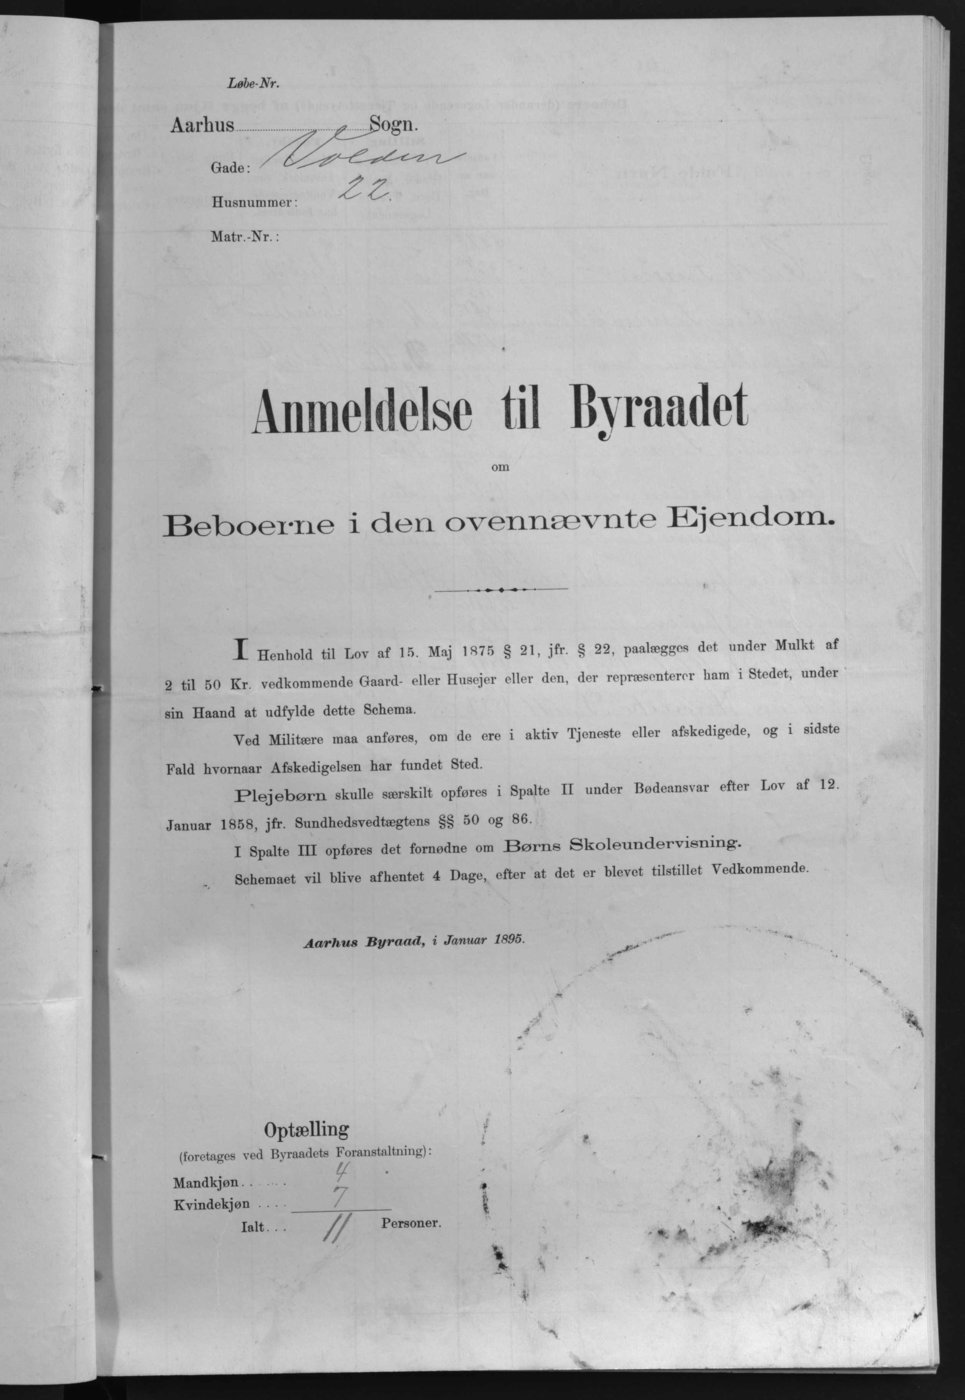 Løbe-Nr.
Aarhus Sogn.
Gade: Volden
Husnummer: 22.
Matr.-Nr.:
Anmeldelse til Byraadet
om
Beboerne i den ovennævnte Ejendom.
I Henhold til Lov af 15. Maj 1875 § 21, jfr. § 22, paalægges det under Mulkt af
2 til 50 Kr. vedkommende Gaard- eller Husejer eller den, der repræsenterer ham i Stedet, under
sin Haand at udfylde dette Schema.
Ved Militære maa anføres, om de ere i aktiv Tjeneste eller afskedigede, og i sidste
Fald hvornaar Afskedigelsen har fundet Sted.
Plejebørn skulle særskilt opføres i Spalte II under Bødeansvar efter Lov af 12.
Januar 1858, jfr. Sundhedsvedtægtens §§ 50 og 86.
I Spalte III opføres det fornødne om Børns Skoleundervisning.
Schemaet vil blive afhentet 4 Dage, efter at det er blevet tilstillet Vedkommende.
Aarhus Byraad, i Januar 1895.
Optælling
(foretages ved Byraadets Foranstaltning):
Mandkjøn.. .... 4
Kvindekjøn .... 7
Ialt... 11 Personer.